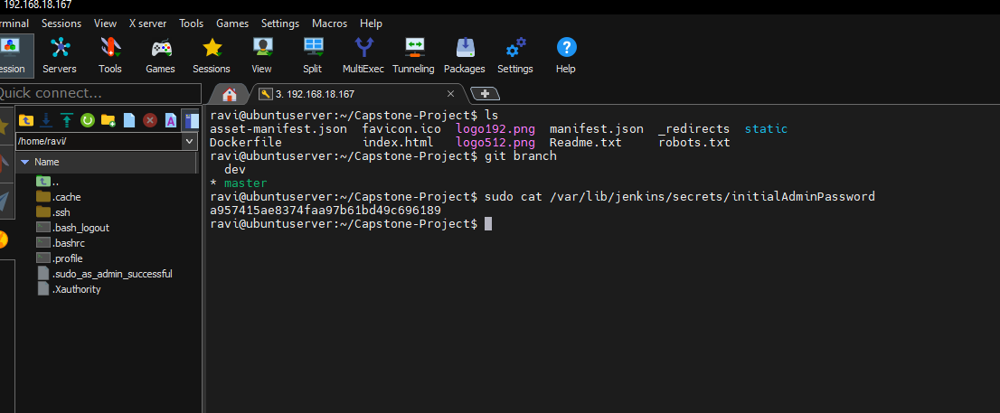 192.168.18.167
rminal Sessions View X server Tools Games Settings Macros Help
ession Servers Tools Games Sessions View Split MultiExec Tunneling Packages Settings Help
Quick connect...
3. 192.168.18.167
/home/ravi/
Name
..
.cache
.ssh
.bash_logout
.bashrc
.profile
.sudo_as_admin_successful
.Xauthority
ravi@ubuntuserver:~/Capstone-Project$ ls
asset-manifest.json favicon.ico logo192.png manifest.json _redirects static
Dockerfile index.html logo512.png Readme.txt robots.txt
ravi@ubuntuserver:~/Capstone-Project$ git branch
dev
* master
ravi@ubuntuserver:~/Capstone-Project$ sudo cat /var/lib/jenkins/secrets/initialAdminPassword
a957415ae8374faa97b61bd49c696189
ravi@ubuntuserver:~/Capstone-Project$